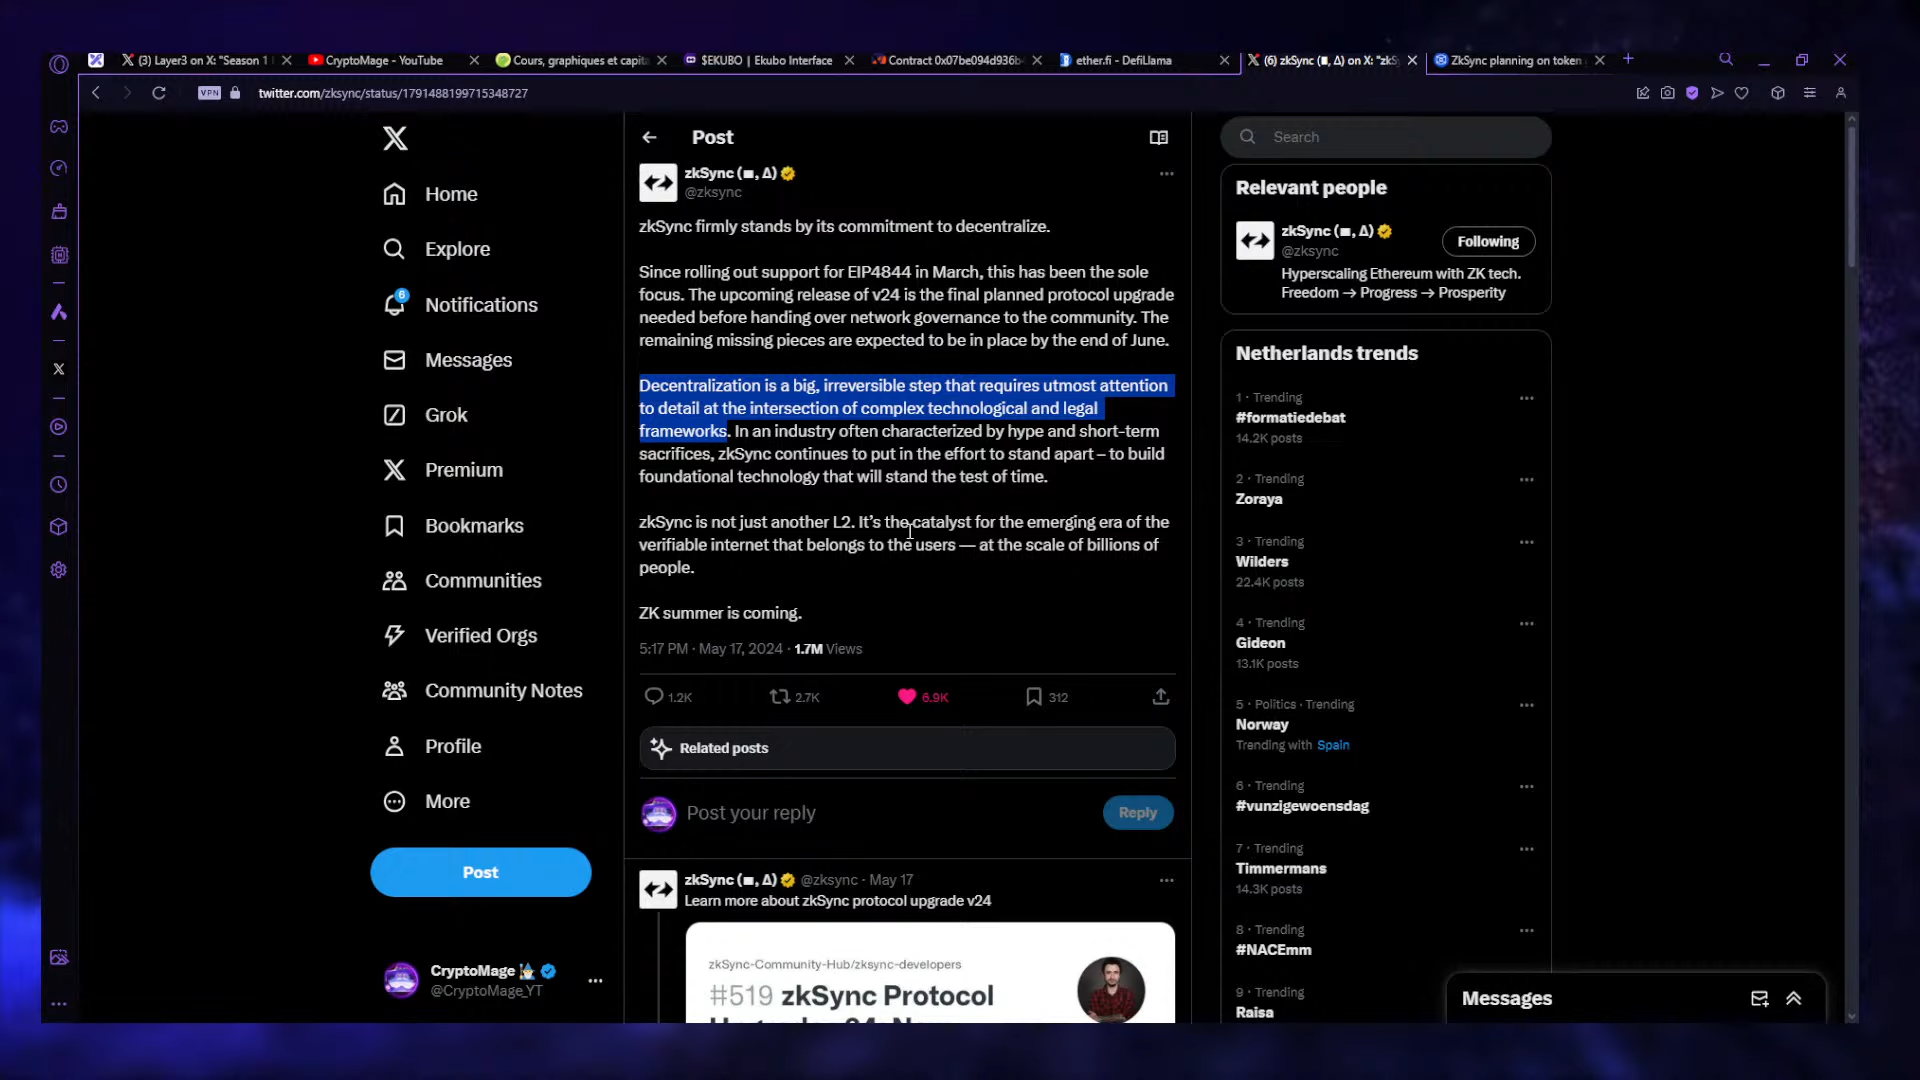 (3) Layer3 on X: "Season 1
CryptoMage - YouTube
Cours, graphiques et capita
$EKUBO | Ekubo Interface
Contract 0x07be094d936b
ether.fi - DefiLlama
(6) zkSync (∎, ∆) on X: "zkS
ZkSync planning on token
VPN
twitter.com/zksync/status/1791488199715348727
Home
Explore
6
Notifications
Messages
Grok
Premium
Bookmarks
Communities
Verified Orgs
Community Notes
Profile
More
Post
CryptoMage
@CryptoMage_YT
Post
zkSync (∎, ∆)
@zksync
zkSync firmly stands by its commitment to decentralize.
Since rolling out support for EIP4844 in March, this has been the sole
focus. The upcoming release of v24 is the final planned protocol upgrade
needed before handing over network governance to the community. The
remaining missing pieces are expected to be in place by the end of June.
Decentralization is a big, irreversible step that requires utmost attention
to detail at the intersection of complex technological and legal
frameworks. In an industry often characterized by hype and short-term
sacrifices, zkSync continues to put in the effort to stand apart – to build
foundational technology that will stand the test of time.
zkSync is not just another L2. It’s the catalyst for the emerging era of the
verifiable internet that belongs to the users — at the scale of billions of
people.
ZK summer is coming.
5:17 PM · May 17, 2024 · 1.7M Views
1.2K
2.7K
6.9K
312
Related posts
Post your reply
Reply
zkSync (∎, ∆) @zksync · May 17
Learn more about zkSync protocol upgrade v24
zkSync-Community-Hub/zksync-developers
#519 zkSync Protocol
Search
Relevant people
zkSync (∎, ∆)
@zksync
Following
Hyperscaling Ethereum with ZK tech.
Freedom → Progress → Prosperity
Netherlands trends
1 · Trending
#formatiedebat
14.2K posts
2 · Trending
Zoraya
3 · Trending
Wilders
22.4K posts
4 · Trending
Gideon
13.1K posts
5 · Politics · Trending
Norway
Trending with Spain
6 · Trending
#vunzigewoensdag
7 · Trending
Timmermans
14.3K posts
8 · Trending
#NACEmm
9 · Trending
Raisa
Messages